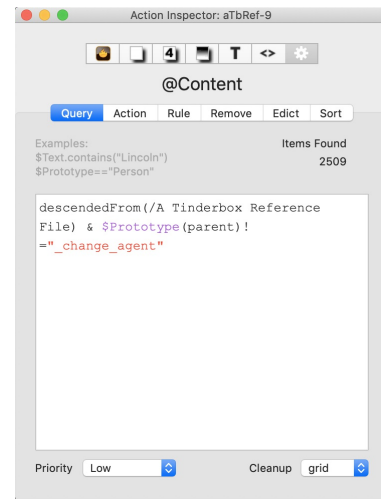 Action Inspector: aTbRef-9
4 T <>
@Content
Query Action Rule Remove Edict Sort
Examples: Items Found
$Text.contains("Lincoln") 2509
$Prototype=="Person"
descendedFrom(/A Tinderbox Reference
File) & $Prototype(parent)!
="_change_agent"
Priority Low Cleanup grid